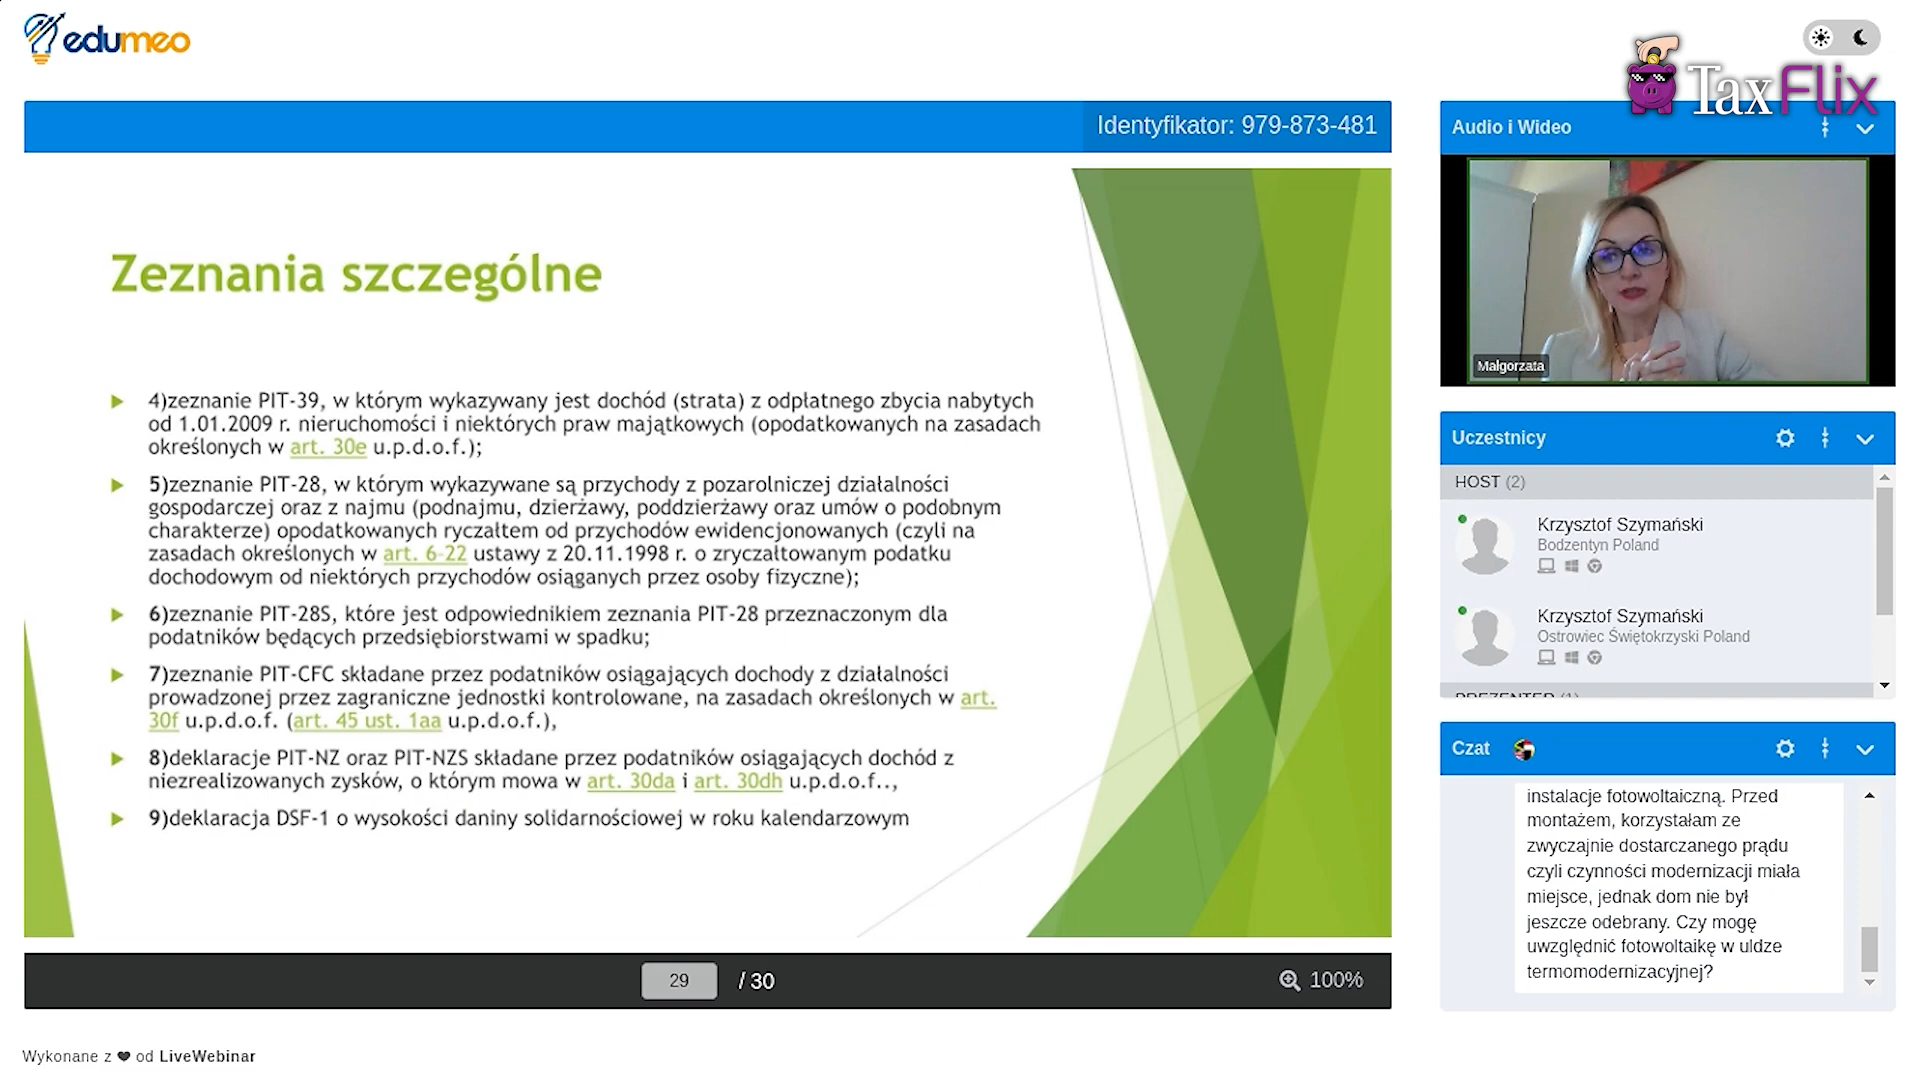 edumeo
TaxFlix
Identyfikator: 979-873-481
Zeznania szczególne
4)zeznanie PIT-39, w którym wykazywany jest dochód (strata) z odpłatnego zbycia nabytych
od 1.01.2009 r. nieruchomości i niektórych praw majątkowych (opodatkowanych na zasadach
określonych w art. 30e u.p.d.o.f.);
5)zeznanie PIT-28, w którym wykazywane są przychody z pozarolniczej działalności
gospodarczej oraz z najmu (podnajmu, dzierżawy, poddzierżawy oraz umów o podobnym
charakterze) opodatkowanych ryczałtem od przychodów ewidencjonowanych (czyli na
zasadach określonych w art. 6-22 ustawy z 20.11.1998 r. o zryczałtowanym podatku
dochodowym od niektórych przychodów osiąganych przez osoby fizyczne);
6)zeznanie PIT-28S, które jest odpowiednikiem zeznania PIT-28 przeznaczonym dla
podatników będących przedsiębiorstwami w spadku;
7)zeznanie PIT-CFC składane przez podatników osiągających dochody z działalności
prowadzonej przez zagraniczne jednostki kontrolowane, na zasadach określonych w art.
30f u.p.d.o.f. (art. 45 ust. 1aa u.p.d.o.f.),
8)deklaracje PIT-NZ oraz PIT-NZS składane przez podatników osiągających dochód z
niezrealizowanych zysków, o którym mowa w art. 30da i art. 30dh u.p.d.o.f..,
9)deklaracja DSF-1 o wysokości daniny solidarnościowej w roku kalendarzowym
29 / 30
100%
Wykonane z ❤ od LiveWebinar
Audio i Wideo
Małgorzata
Uczestnicy
HOST (2)
Krzysztof Szymański
Bodzentyn Poland
Krzysztof Szymański
Ostrowiec Świętokrzyski Poland
PREZENTER (1)
Czat
instalacje fotowoltaiczną. Przed
montażem, korzystałam ze
zwyczajnie dostarczanego prądu
czyli czynności modernizacji miała
miejsce, jednak dom nie był
jeszcze odebrany. Czy mogę
uwzględnić fotowoltaikę w uldze
termomodernizacyjnej?